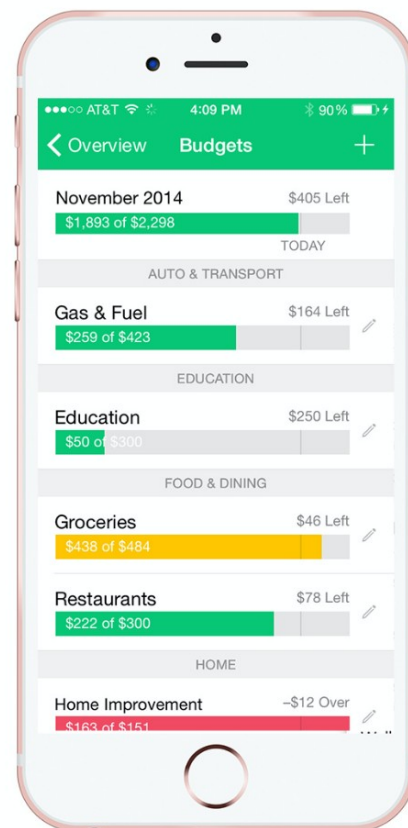 AT&T 4:09 PM 90%
Overview Budgets +
November 2014 $405 Left
$1,893 of $2,298
TODAY
AUTO & TRANSPORT
Gas & Fuel $164 Left
$259 of $423
EDUCATION
Education $250 Left
$50 of $300
FOOD & DINING
Groceries $46 Left
$438 of $484
Restaurants $78 Left
$222 of $300
HOME
Home Improvement –$12 Over
$163 of $151